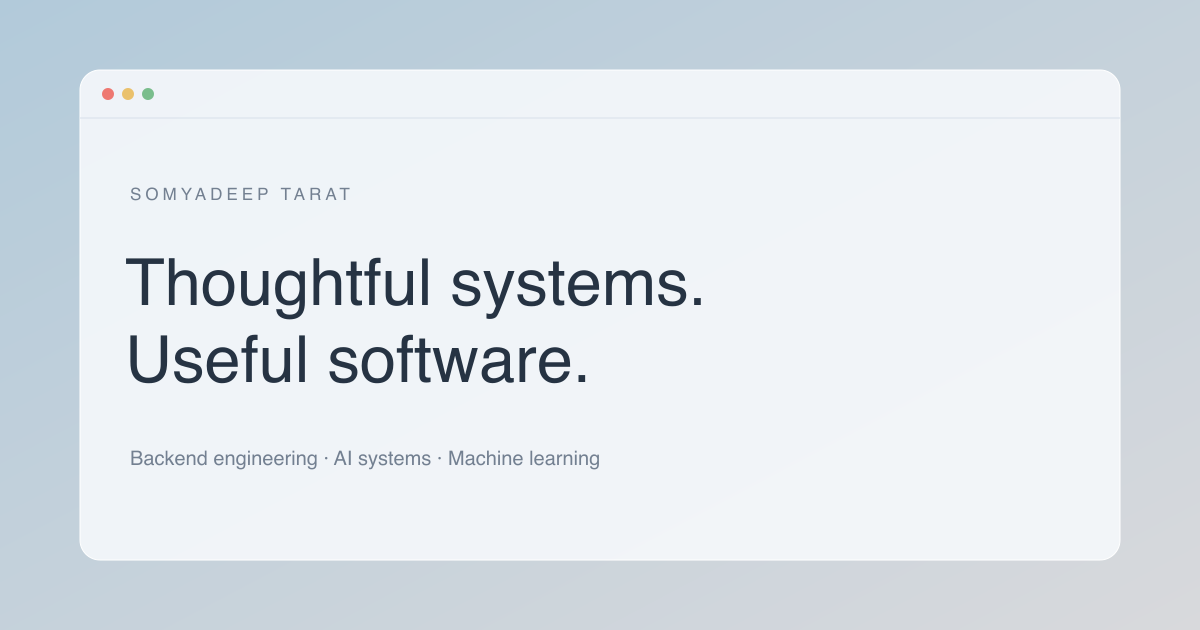 SOMYADEEP TARAT
Thoughtful systems.
Useful software.
Backend engineering · AI systems · Machine learning